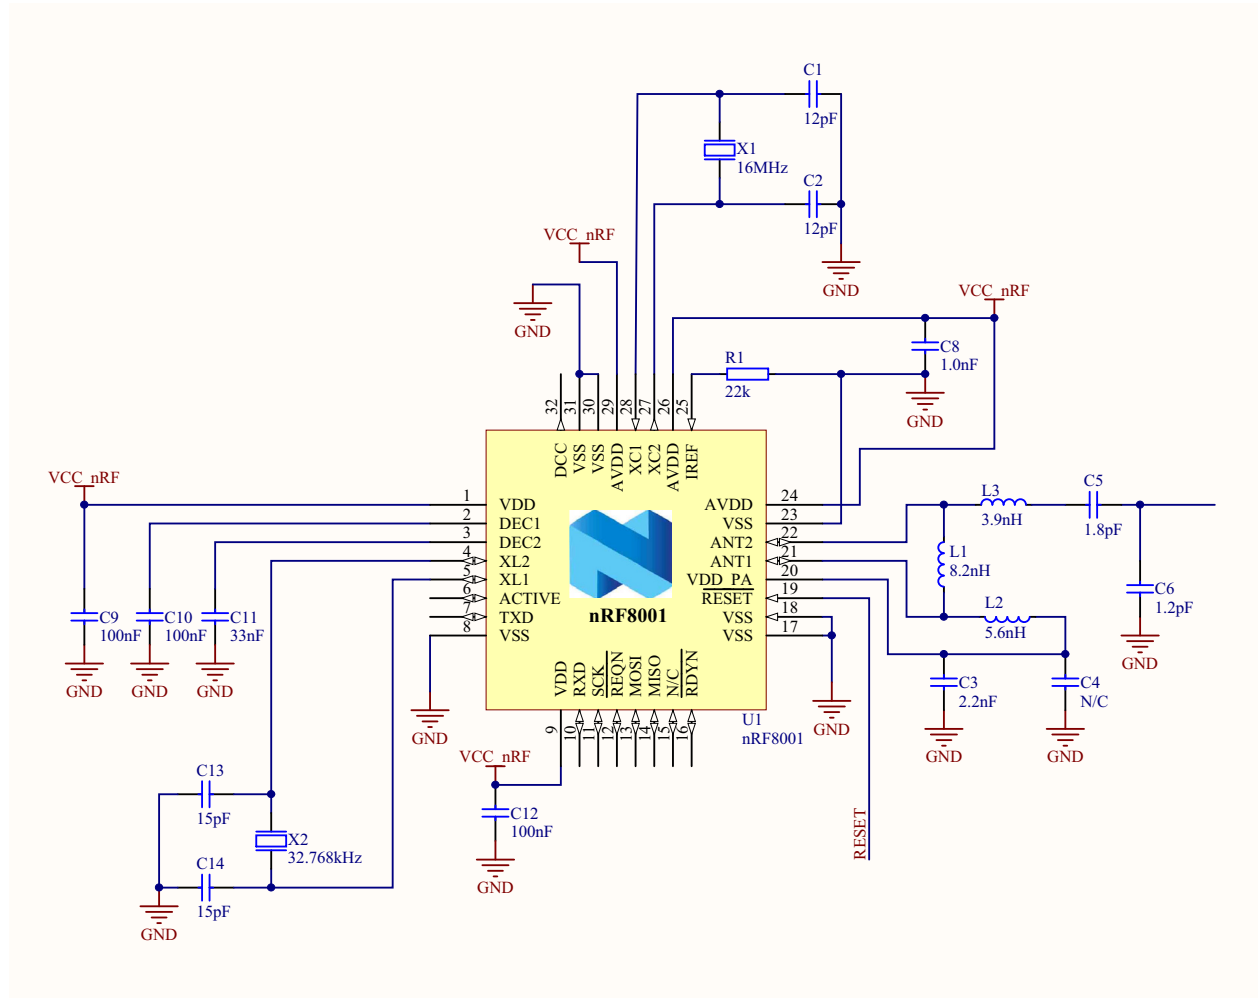 C1
12pF
X1
16MHz
C2
12pF
GND
VCC_nRF
GND
VCC_nRF
C8
1.0nF
GND
R1
22k
32
31
30
29
28
27
26
25
DCC
VSS
VSS
AVDD
XC1
XC2
AVDD
IREF
VCC_nRF
1
VDD
2
DEC1
3
DEC2
4
XL2
5
XL1
6
ACTIVE
7
TXD
8
VSS
AVDD
24
VSS
23
ANT2
22
ANT1
21
VDD_PA
20
RESET
19
VSS
18
VSS
17
nRF8001
VDD
RXD
SCK
REQN
MOSI
MISO
N/C
RDYN
9
10
11
12
13
14
15
16
U1
nRF8001
L3
3.9nH
C5
1.8pF
L1
8.2nH
L2
5.6nH
C6
1.2pF
GND
C3
2.2nF
GND
C4
N/C
GND
GND
RESET
C9
100nF
GND
C10
100nF
GND
C11
33nF
GND
GND
VCC_nRF
C12
100nF
GND
C13
15pF
X2
32.768kHz
C14
15pF
GND